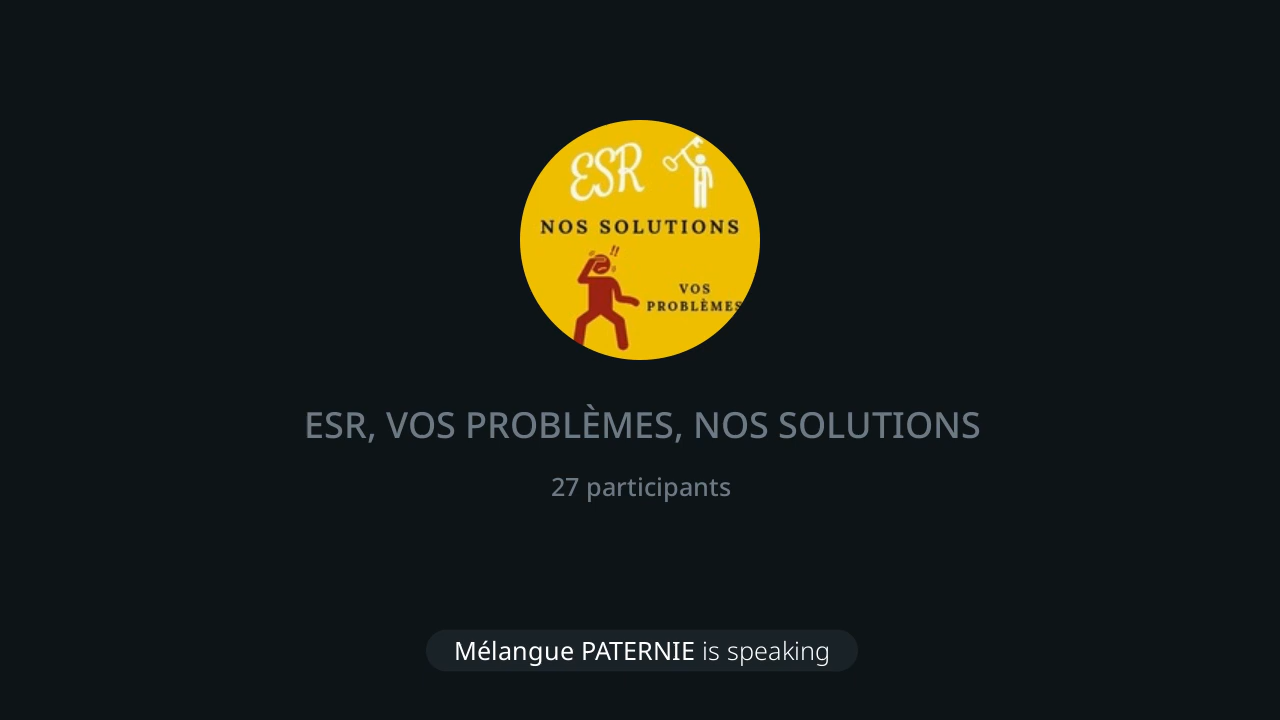 ESR
NOS SOLUTIONS
!!
VOS
PROBLÈMES
ESR, VOS PROBLÈMES, NOS SOLUTIONS
27 participants
Mélangue PATERNIE is speaking